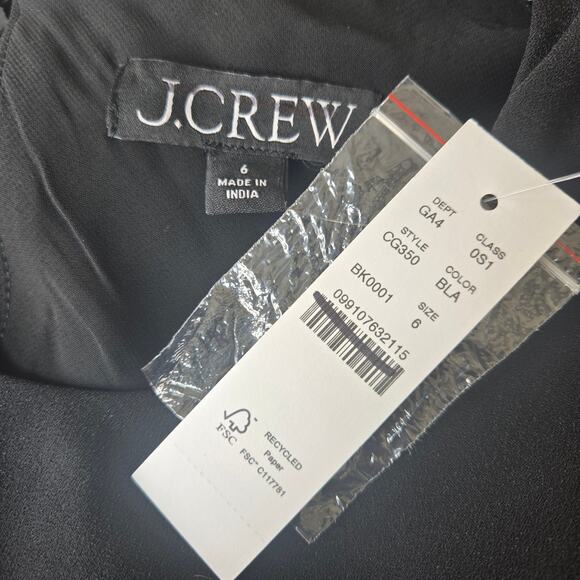 J.CREW
6
MADE IN
INDIA
DEPT CLASS
GA4 0S1
STYLE COLOR
CG350 BLA
SIZE
BK0001 6
099107632115
FSC
RECYCLED
Paper
FSC™ C117781